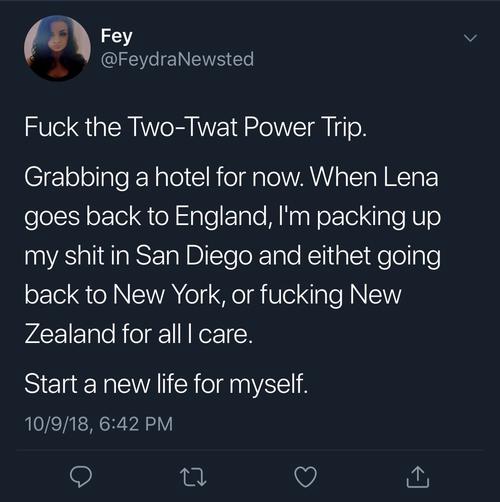 Fey
@FeydraNewsted
Fuck the Two-Twat Power Trip.
Grabbing a hotel for now. When Lena
goes back to England, I'm packing up
my shit in San Diego and eithet going
back to New York, or fucking New
Zealand for all I care.
Start a new life for myself.
10/9/18, 6:42 PM